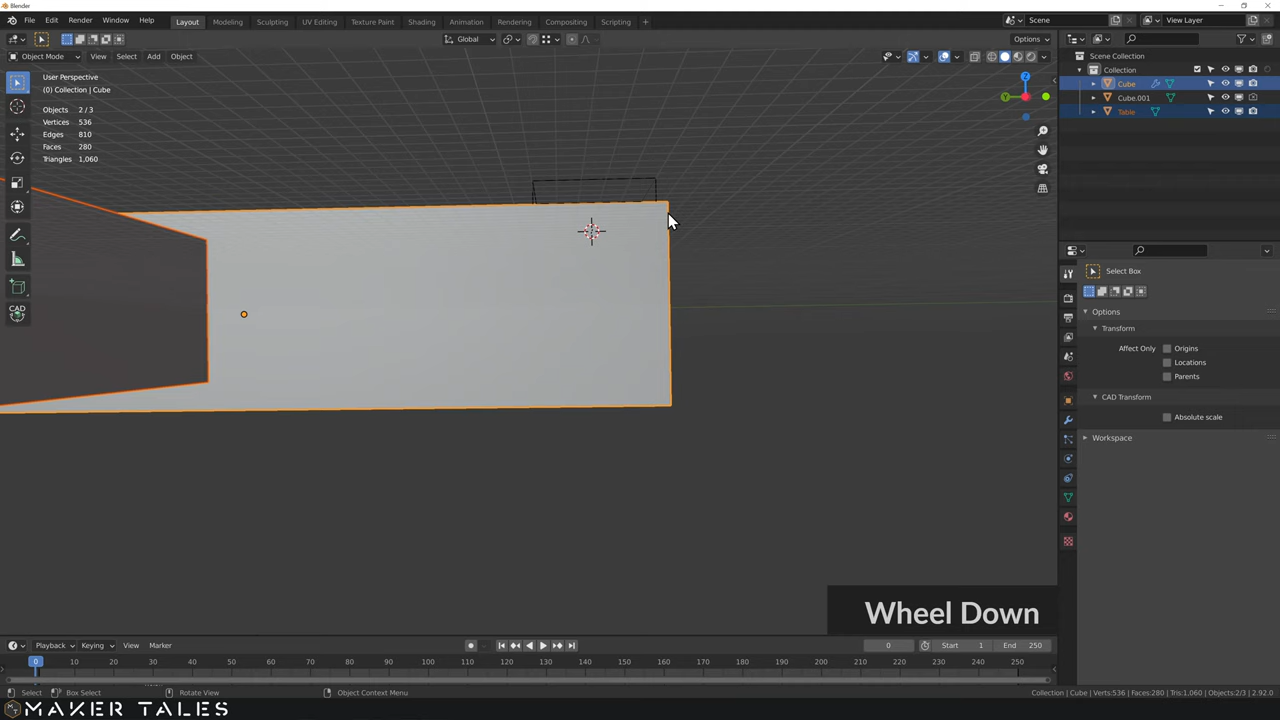 Blender
File Edit Render Window Help Layout Modeling Sculpting UV Editing Texture Paint Shading Animation Rendering Compositing Scripting + Scene View Layer
Global Options
Object Mode View Select Add Object
User Perspective
(0) Collection | Cube
Objects 2 / 3
Vertices 536
Edges 810
Faces 280
Triangles 1,060
CAD
Z
Y
Scene Collection
Collection
Cube
Cube.001
Table
Select Box
Options
Transform
Affect Only Origins
Locations
Parents
CAD Transform
Absolute scale
Workspace
Wheel Down
Playback Keying View Marker 0 Start 1 End 250
0 10 20 30 40 50 60 70 80 90 100 110 120 130 140 150 160 170 180 190 200 210 220 230 240 250
Select Box Select Rotate View Object Context Menu Collection | Cube | Verts:536 | Faces:280 | Tris:1,060 | Objects:2/3 | 2.92.0
MAKER TALES